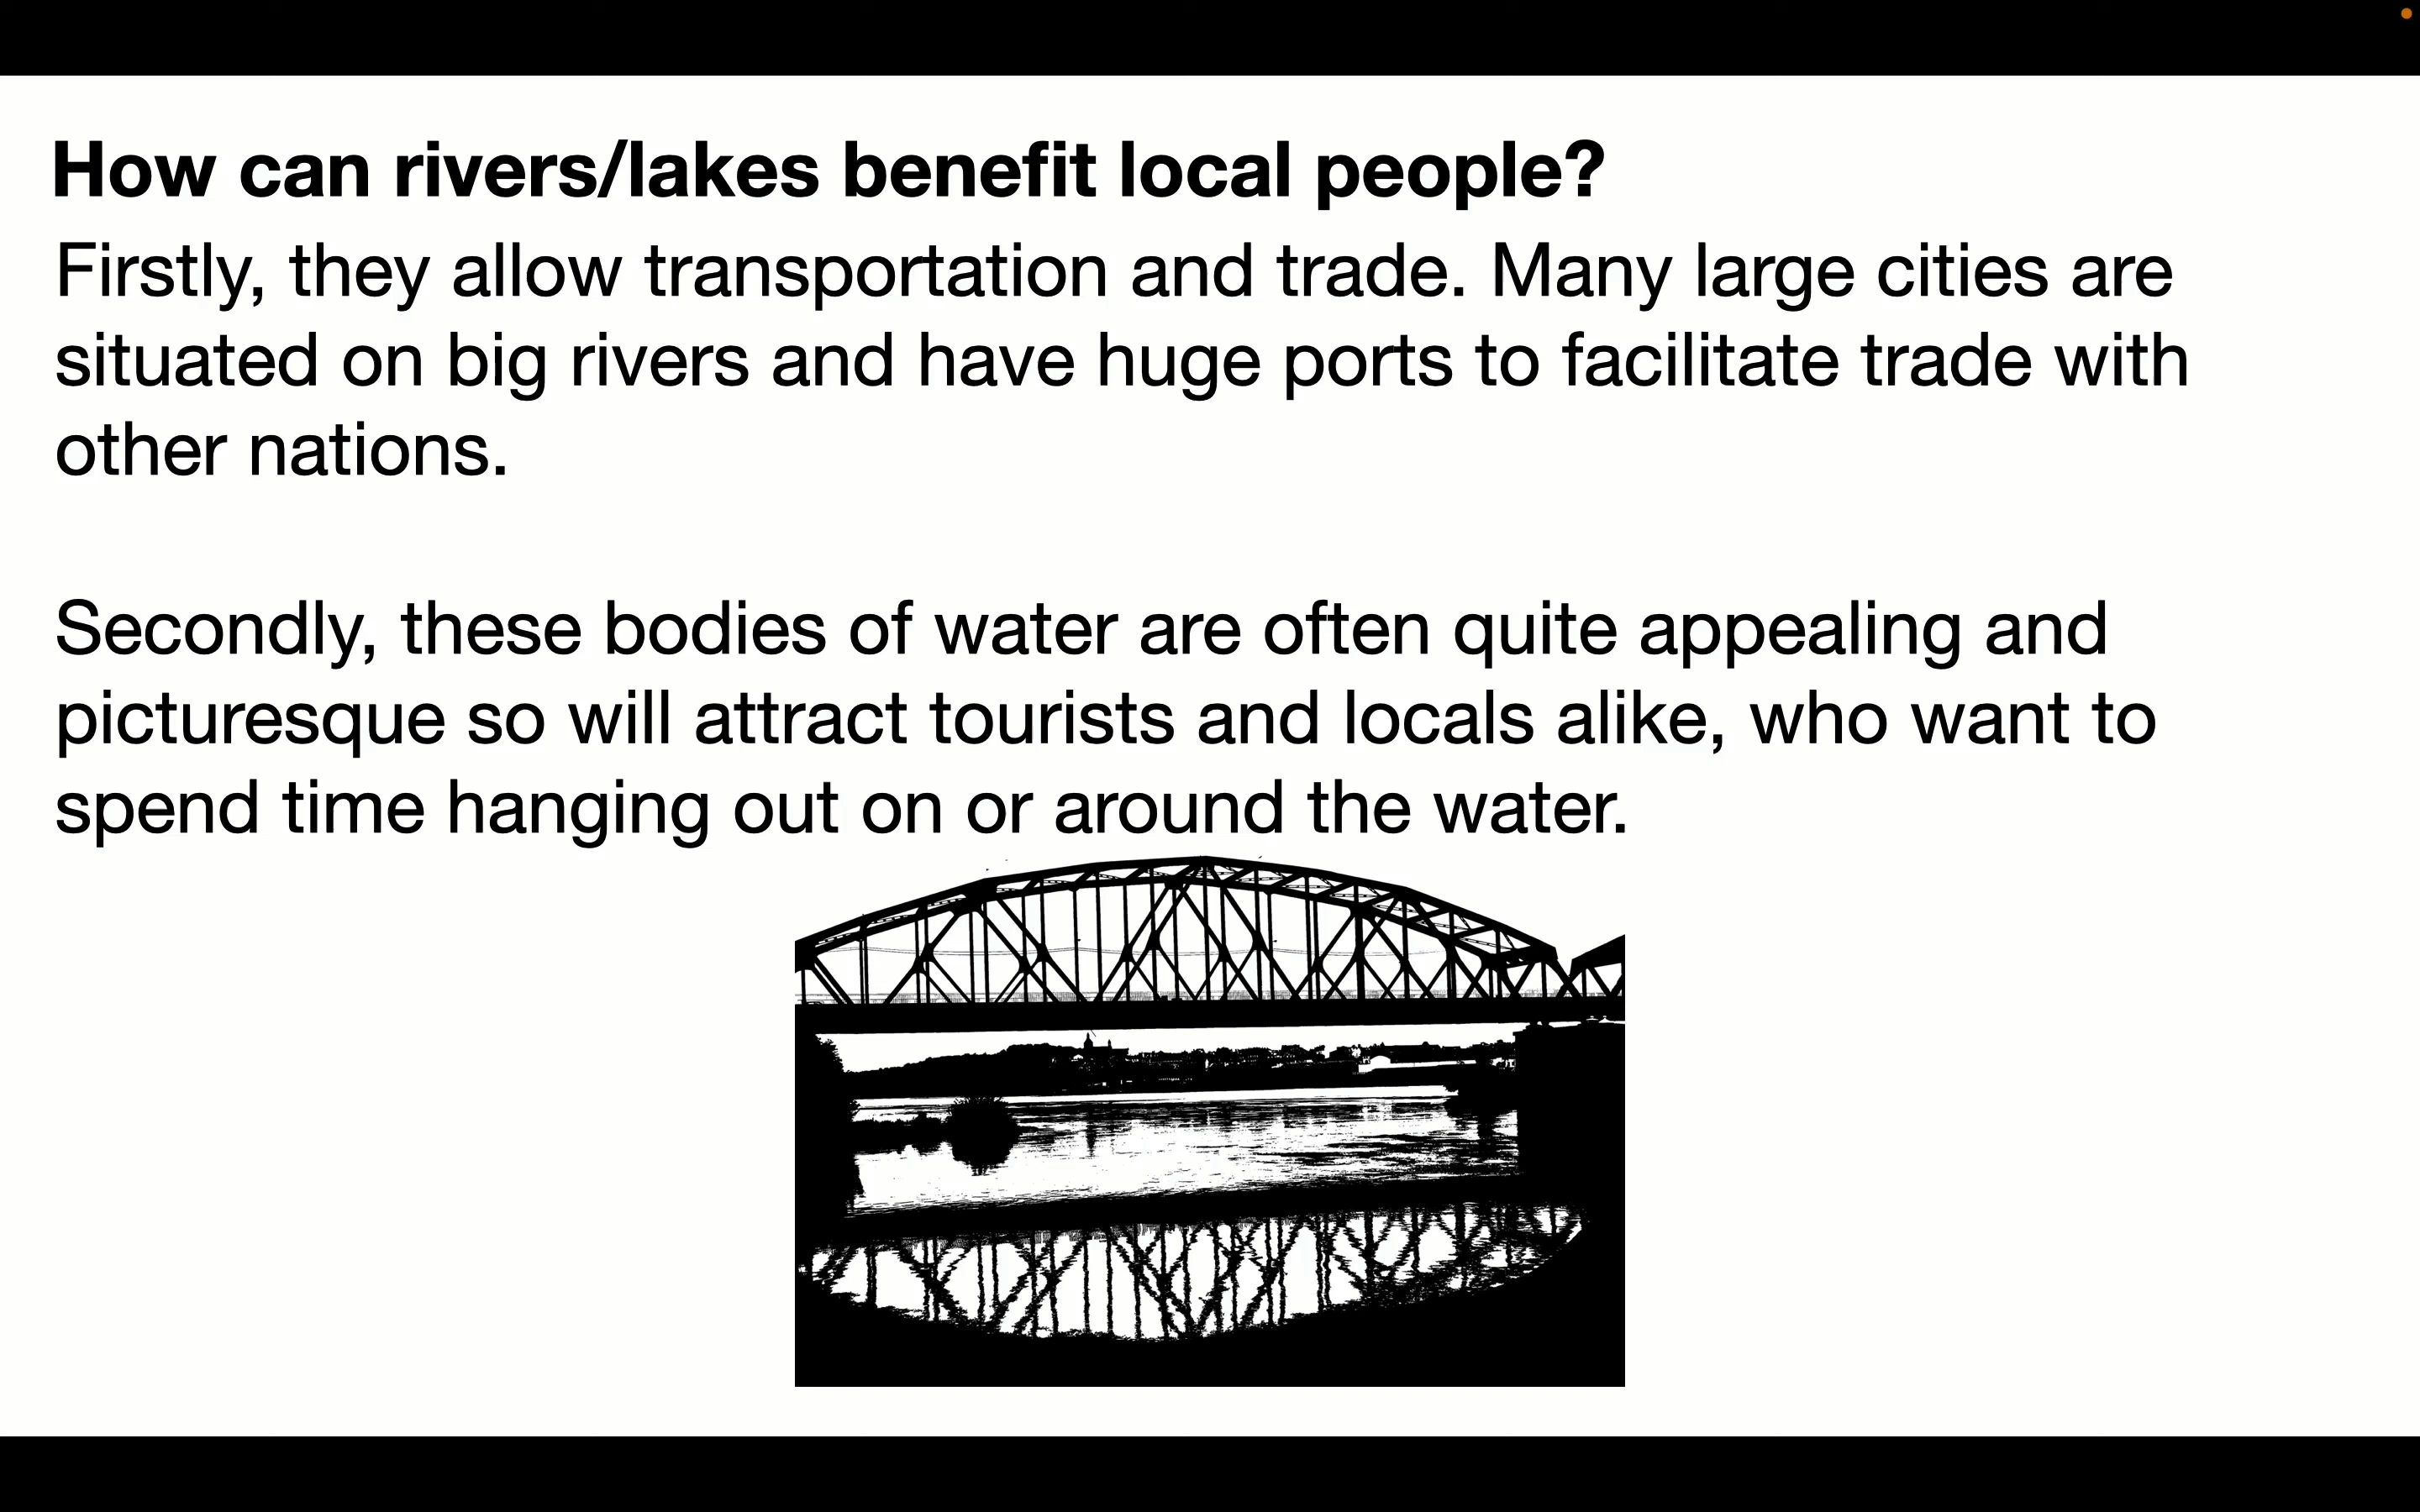 How can rivers/lakes benefit local people?
Firstly, they allow transportation and trade. Many large cities are
situated on big rivers and have huge ports to facilitate trade with
other nations.
Secondly, these bodies of water are often quite appealing and
picturesque so will attract tourists and locals alike, who want to
spend time hanging out on or around the water.